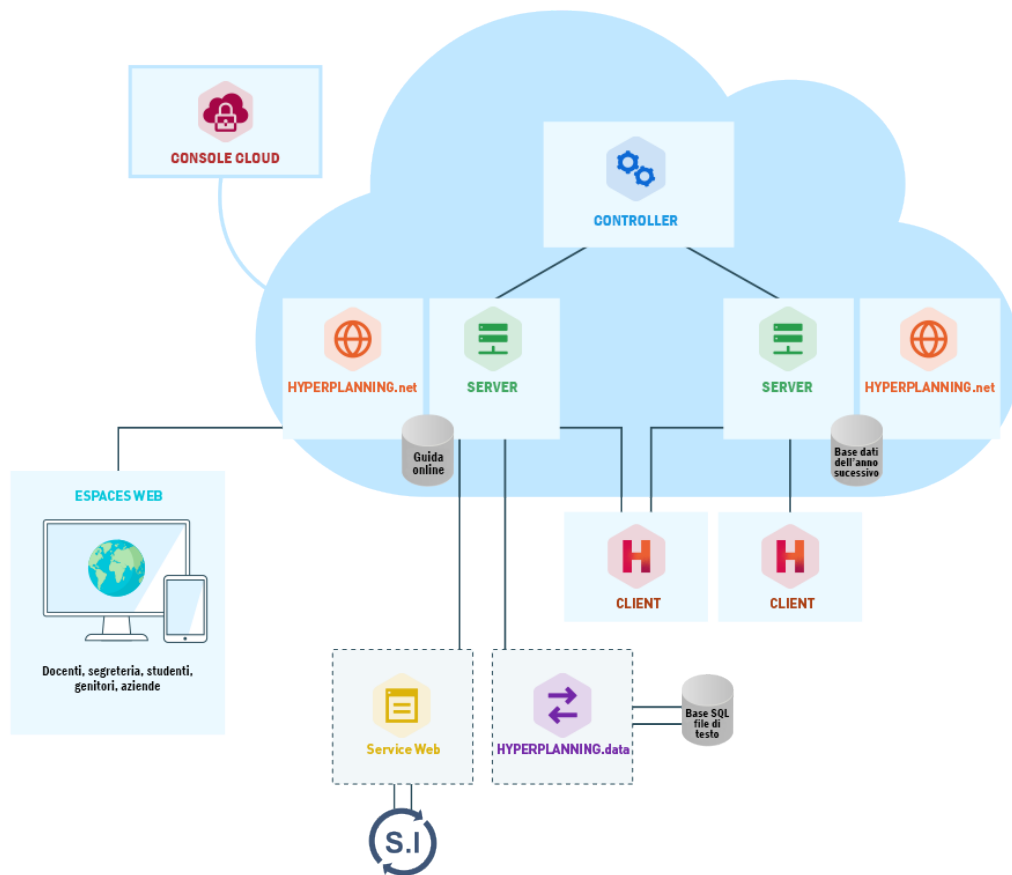 CONSOLE CLOUD
CONTROLLER
HYPERPLANNING.net
SERVER
SERVER
HYPERPLANNING.net
Guida
online
Base dati
dell'anno
sucessivo
ESPACES WEB
Docenti, segreteria, studenti,
genitori, aziende
H
CLIENT
H
CLIENT
Service Web
HYPERPLANNING.data
Base SQL
file di
testo
S.I